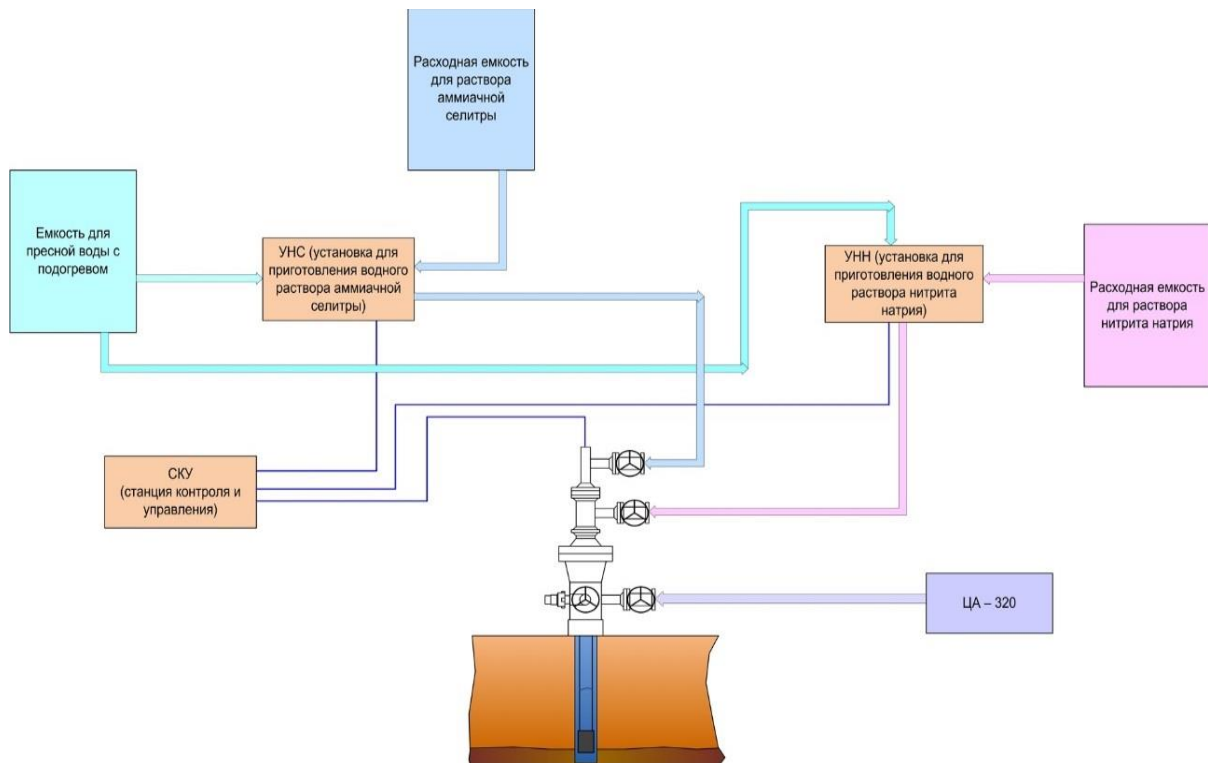 Расходная емкость
для раствора
аммиачной
селитры
Емкость для
пресной воды с
подогревом
УНС (установка для
приготовления водного
раствора аммиачной
селитры)
УНН (установка для
приготовления водного
раствора нитрита
натрия)
Расходная емкость
для раствора
нитрита натрия
СКУ
(станция контроля и
управления)
ЦА – 320